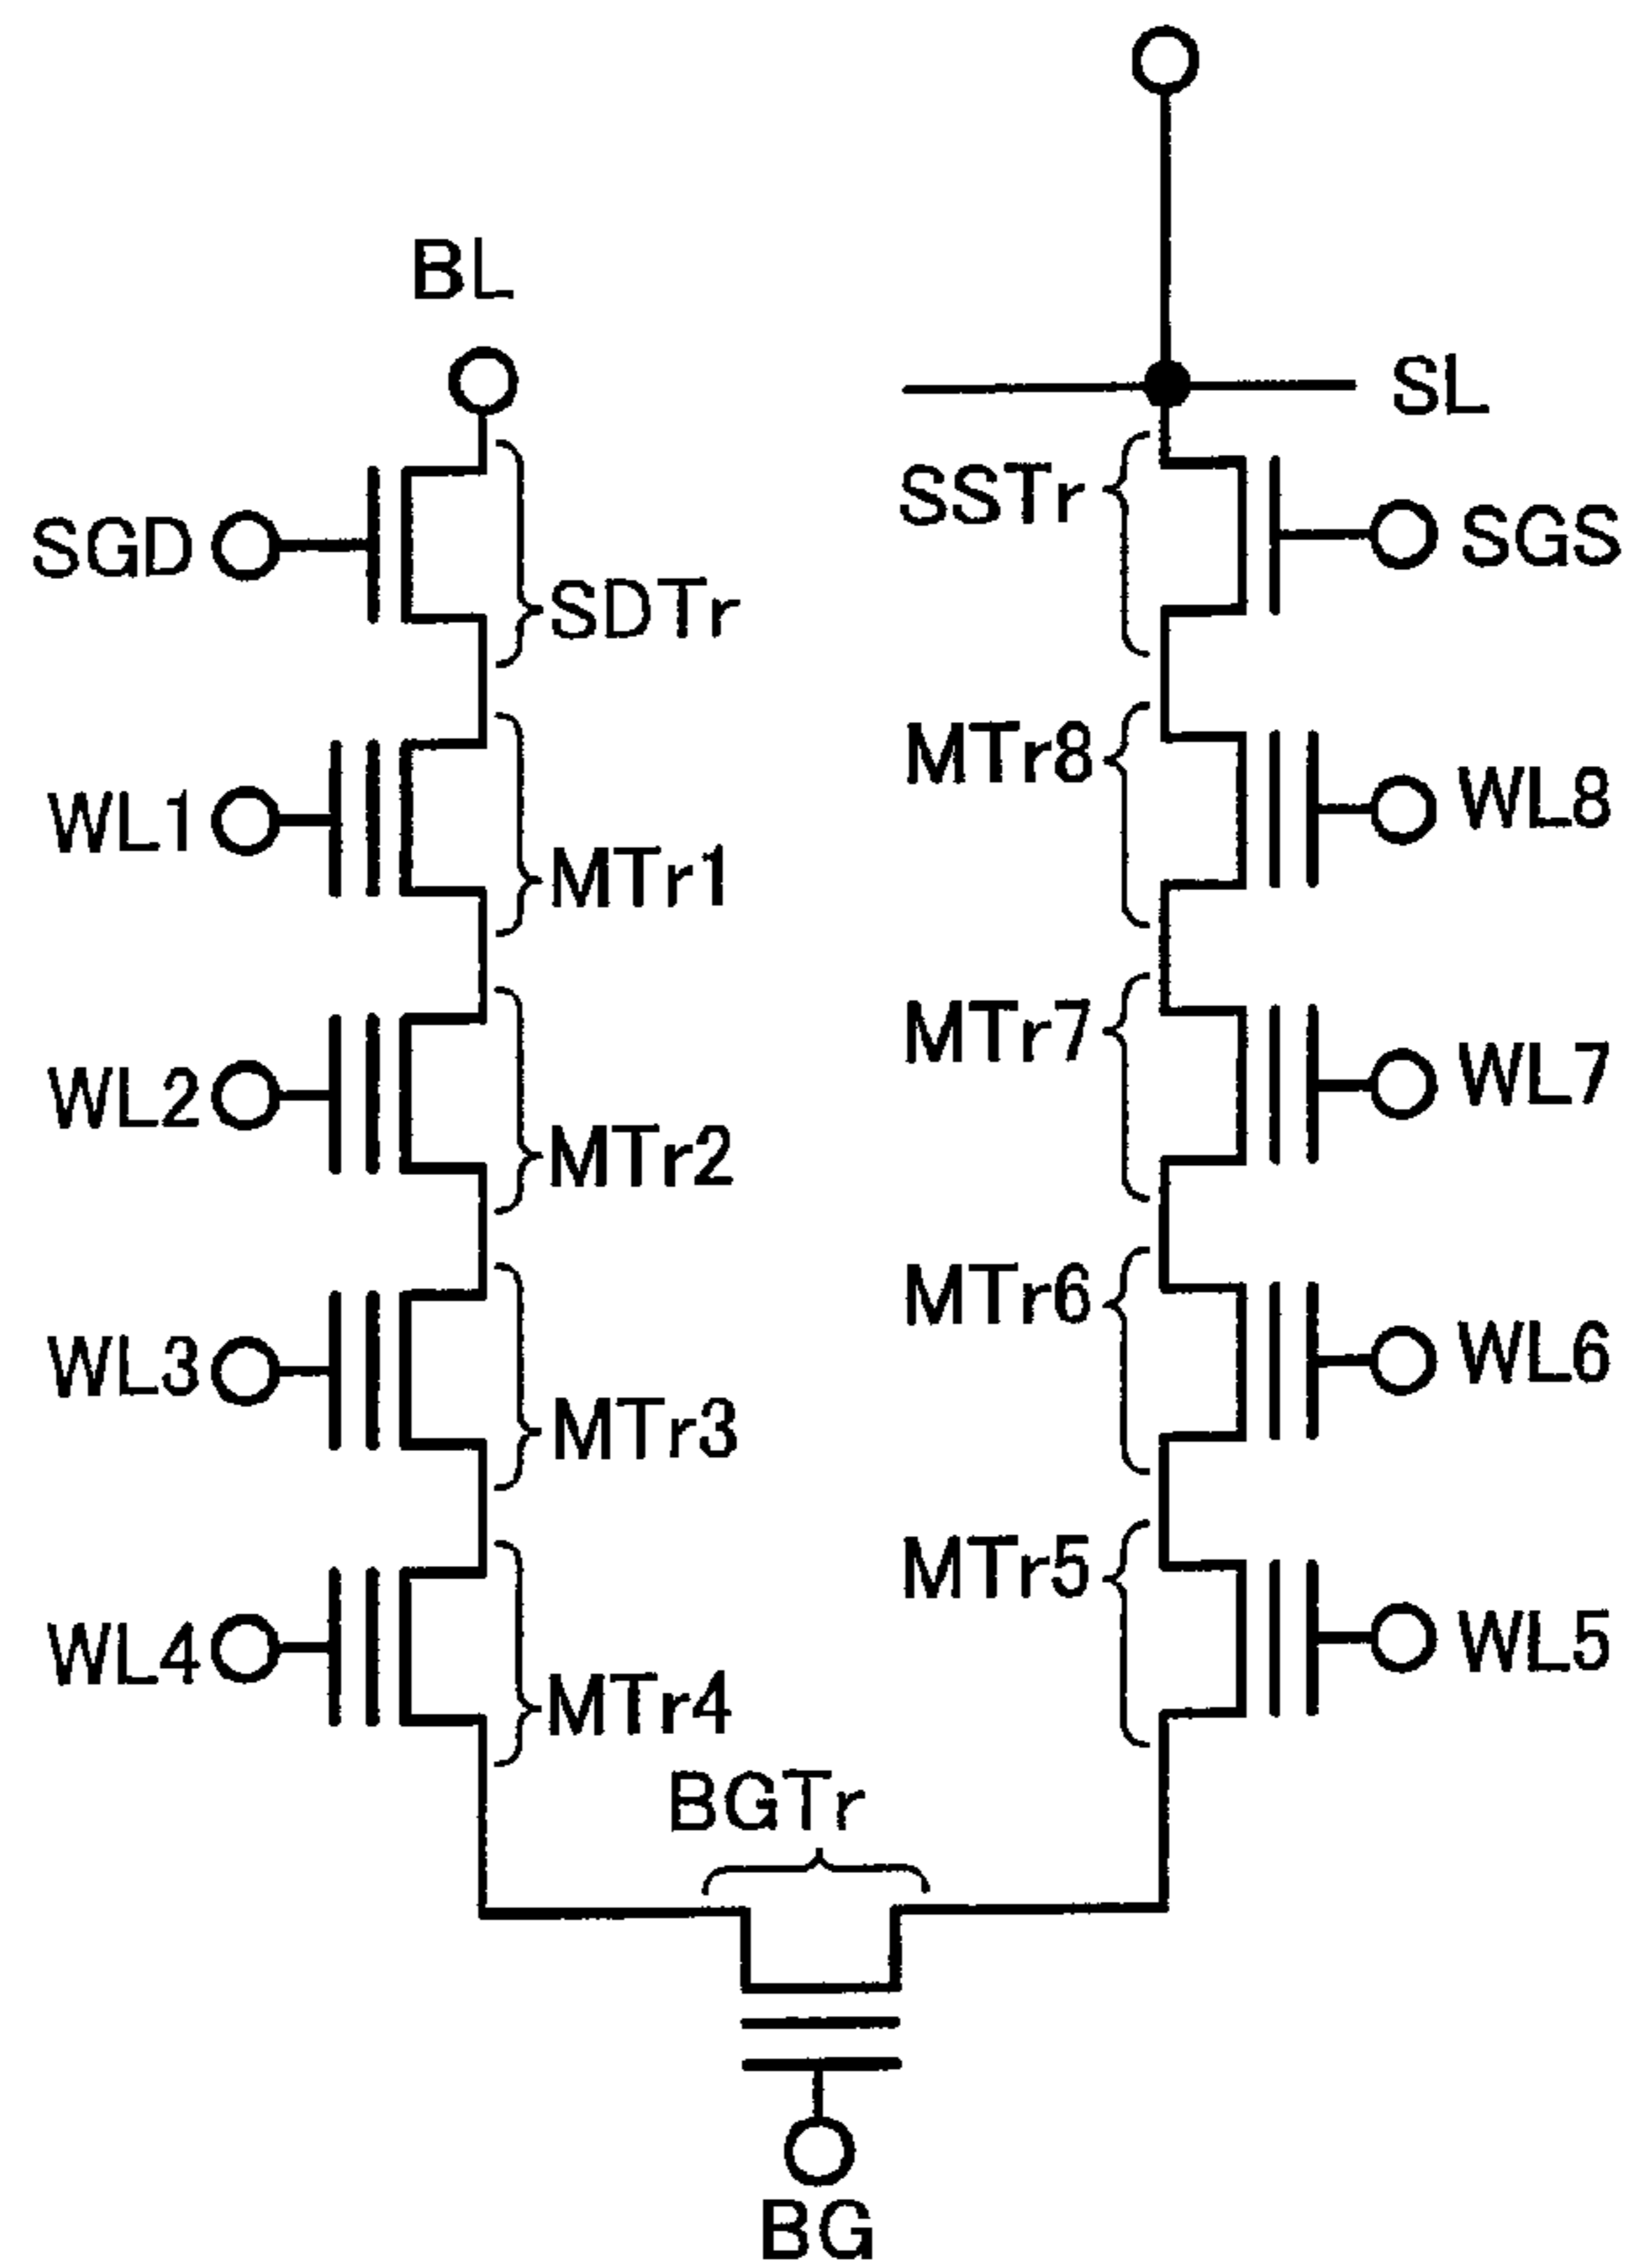 BL
SL
SSTr
SGS
SGD
SDTr
MTr8
WL8
WL1
MTr1
MTr7
WL7
WL2
MTr2
MTr6
WL6
WL3
MTr3
MTr5
WL5
WL4
MTr4
BGTr
BG